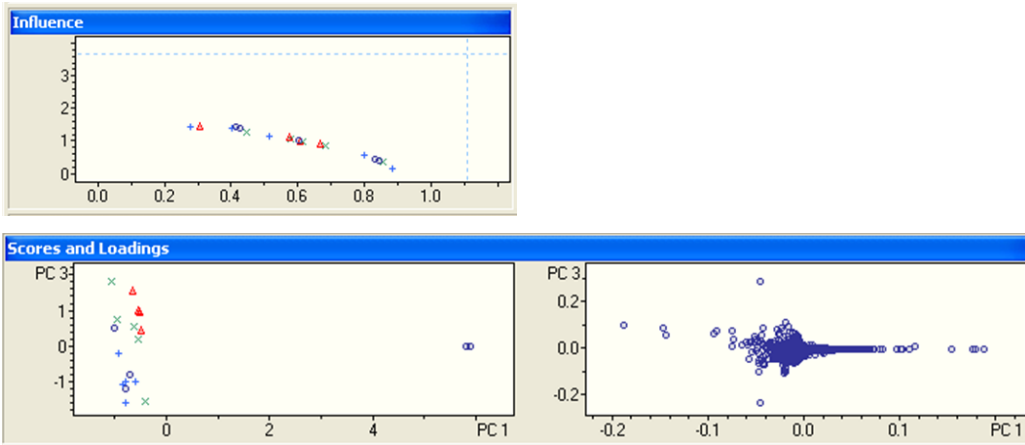 Influence
3
2
1
0
0.0 0.2 0.4 0.6 0.8 1.0
Scores and Loadings
PC 3
1
0
-1
0 2 4 PC 1
PC 3
0.2
0.0
-0.2
-0.2 -0.1 0.0 0.1 PC 1